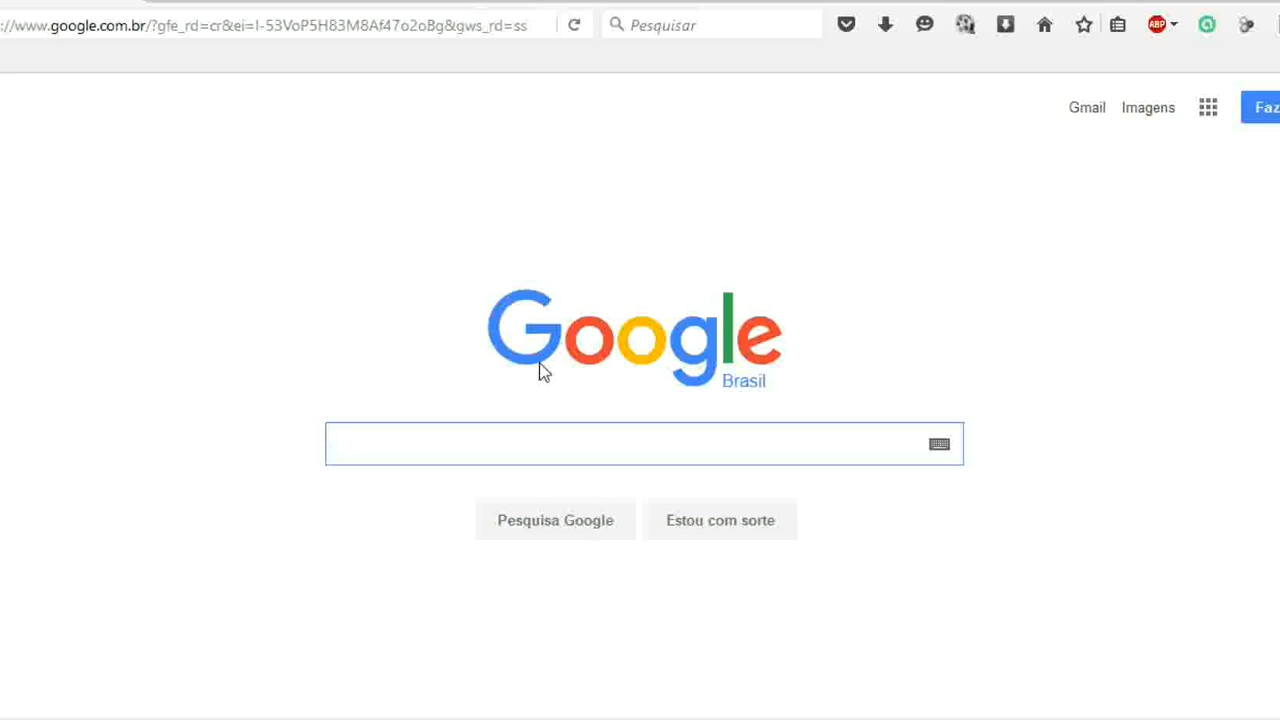 ://www.google.com.br/?gfe_rd=cr&ei=I-53VoP5H83M8Af47o2oBg&gws_rd=ss
Pesquisar
ABP
Gmail
Imagens
Faz
Google
Brasil
Pesquisa Google
Estou com sorte